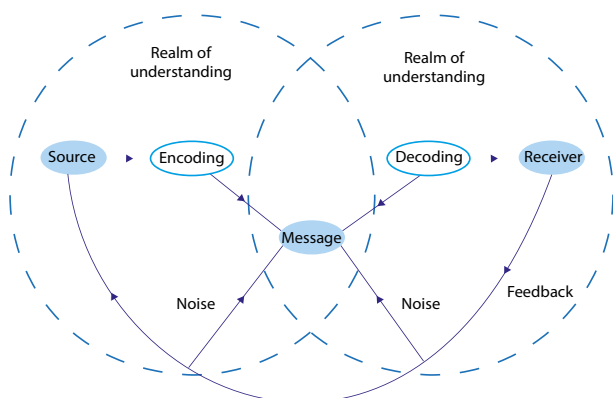 Realm of
understanding
Realm of
understanding
Source
Encoding
Decoding
Receiver
Message
Noise
Noise
Feedback